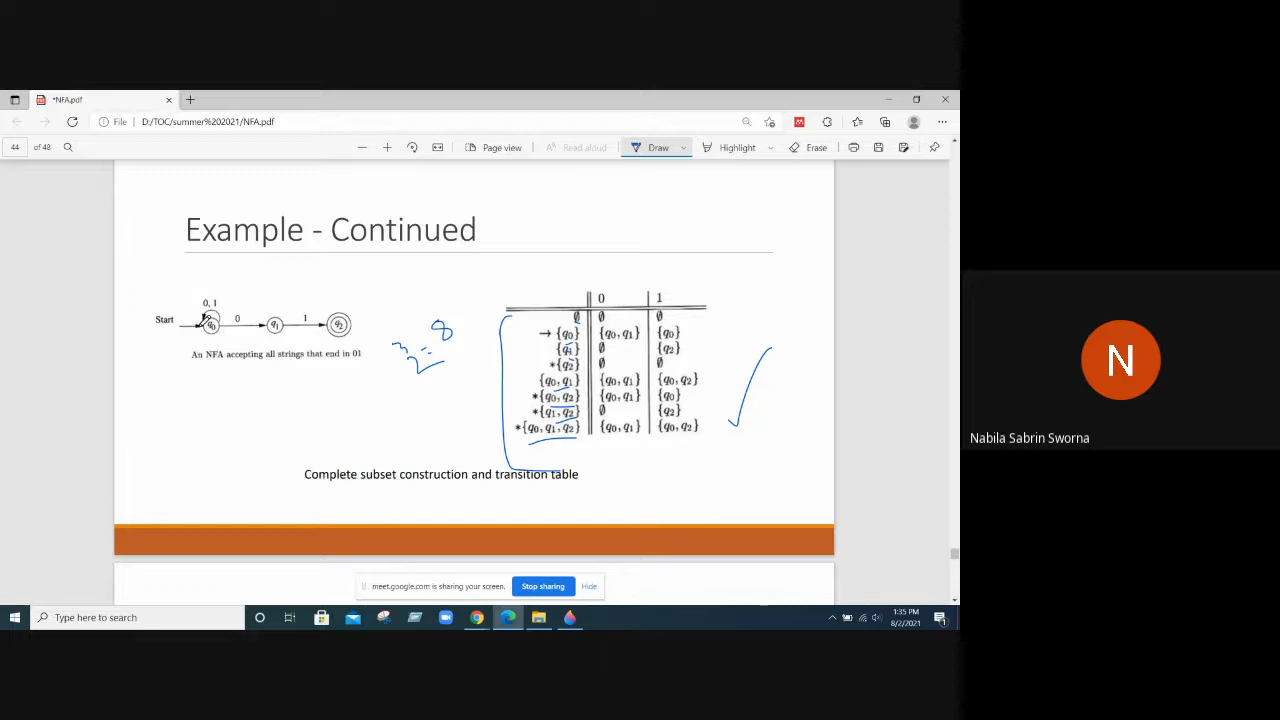 *NFA.pdf
File D:/TOC/summer%202021/NFA.pdf
44 of 48 Page view Read aloud Draw Highlight Erase
Example - Continued
0, 1
Start q₀ 0 q₁ 1 q₂
An NFA accepting all strings that end in 01
2³ = 8
0 1
∅ ∅ ∅
→ {q₀} {q₀, q₁} {q₀}
{q₁} ∅ {q₂}
*{q₂} ∅ ∅
{q₀, q₁} {q₀, q₁} {q₀, q₂}
*{q₀, q₂} {q₀, q₁} {q₀}
*{q₁, q₂} ∅ {q₂}
*{q₀, q₁, q₂} {q₀, q₁} {q₀, q₂}
Complete subset construction and transition table
meet.google.com is sharing your screen. Stop sharing Hide
Type here to search
1:35 PM
8/2/2021
N
Nabila Sabrin Sworna